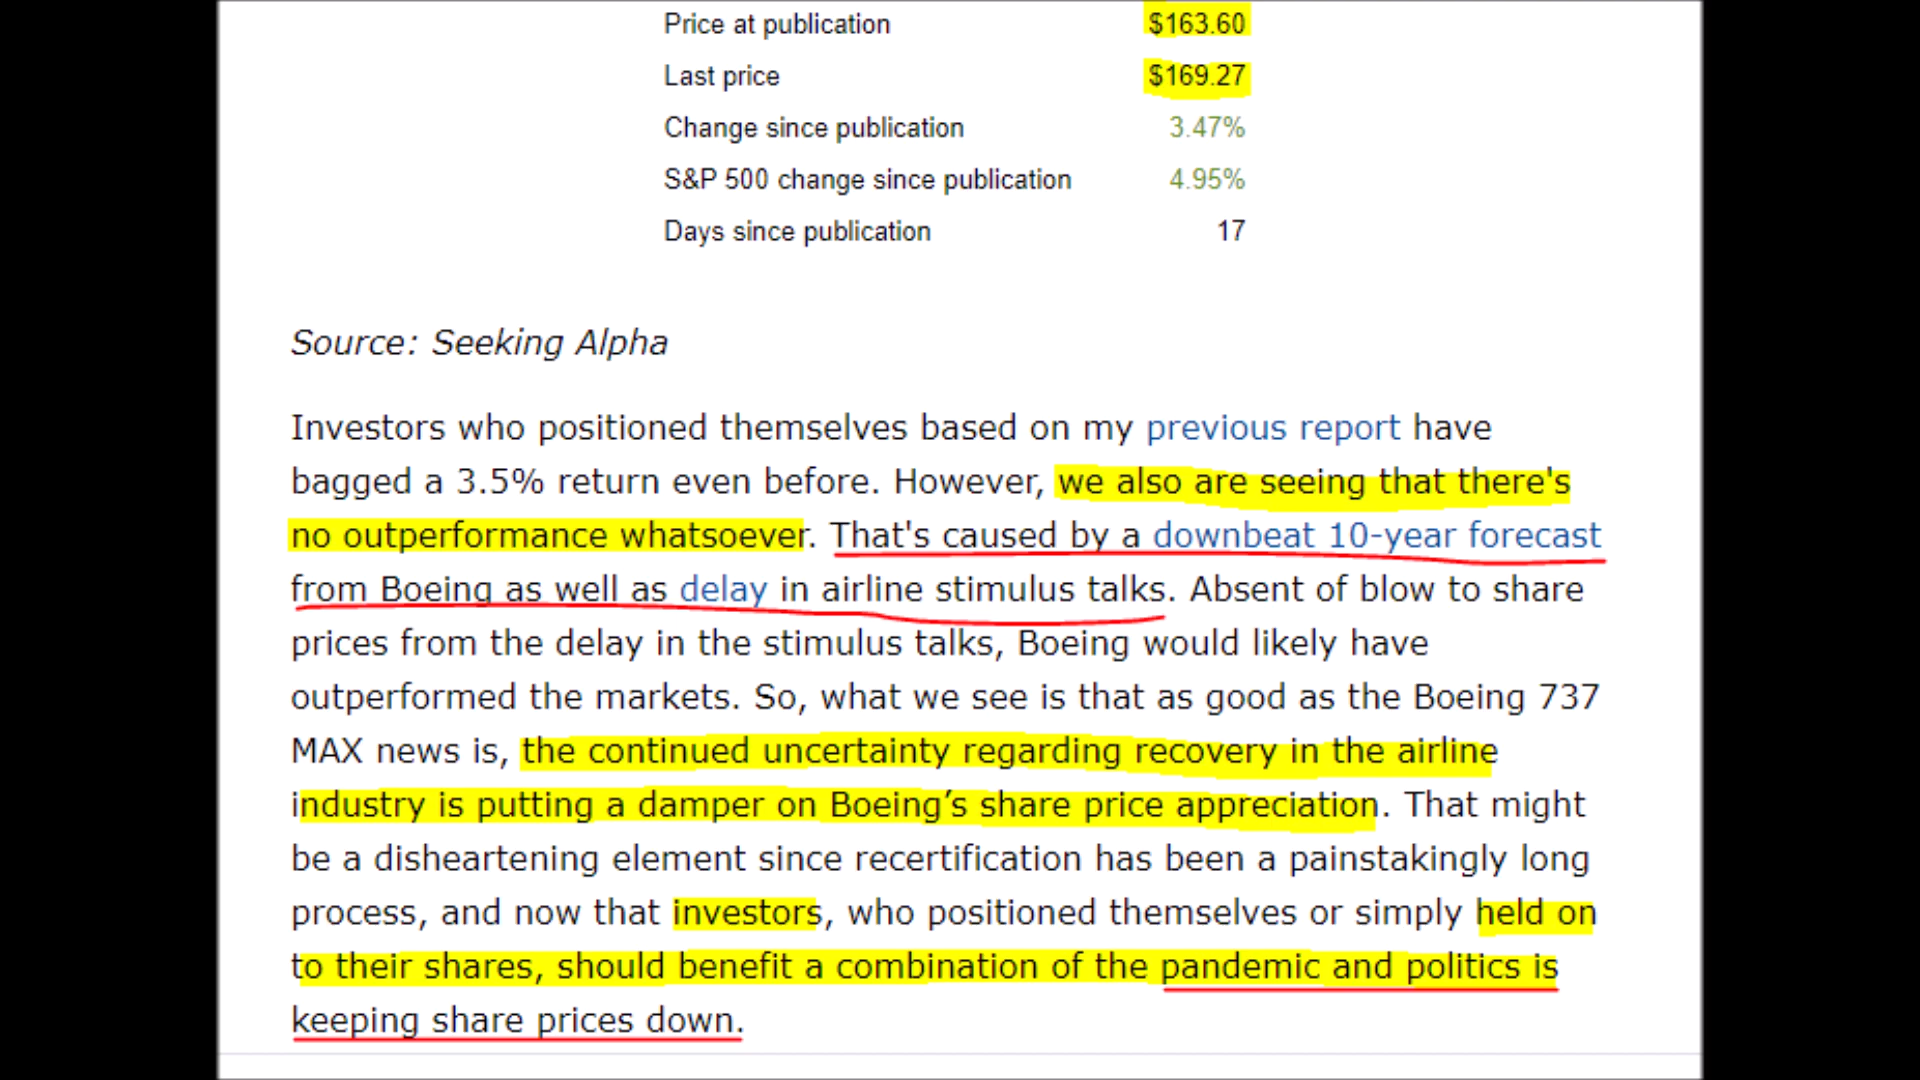 Price at publication $163.60
Last price $169.27
Change since publication 3.47%
S&P 500 change since publication 4.95%
Days since publication 17
Source: Seeking Alpha
Investors who positioned themselves based on my previous report have
bagged a 3.5% return even before. However, we also are seeing that there's
no outperformance whatsoever. That's caused by a downbeat 10-year forecast
from Boeing as well as delay in airline stimulus talks. Absent of blow to share
prices from the delay in the stimulus talks, Boeing would likely have
outperformed the markets. So, what we see is that as good as the Boeing 737
MAX news is, the continued uncertainty regarding recovery in the airline
industry is putting a damper on Boeing’s share price appreciation. That might
be a disheartening element since recertification has been a painstakingly long
process, and now that investors, who positioned themselves or simply held on
to their shares, should benefit a combination of the pandemic and politics is
keeping share prices down.